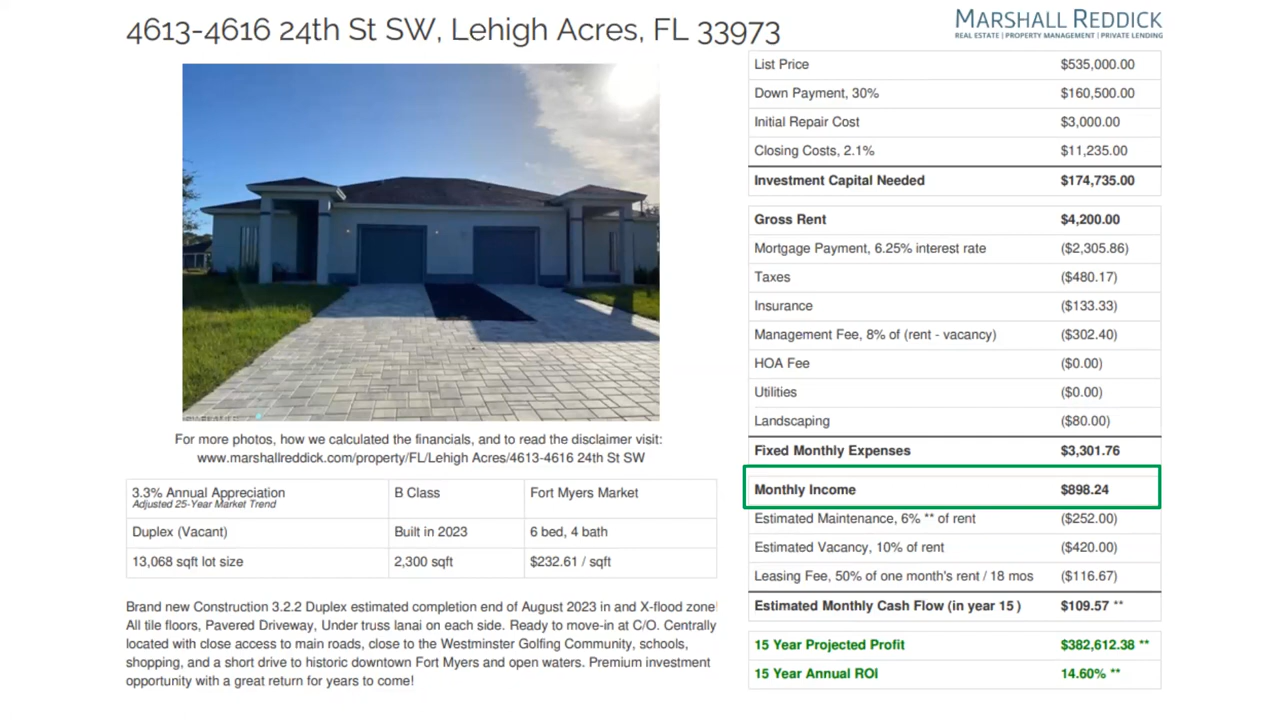 4613-4616 24th St SW, Lehigh Acres, FL 33973
MARSHALL REDDICK
REAL ESTATE | PROPERTY MANAGEMENT | PRIVATE LENDING
For more photos, how we calculated the financials, and to read the disclaimer visit:
www.marshallreddick.com/property/FL/Lehigh Acres/4613-4616 24th St SW
3.3% Annual Appreciation B Class Fort Myers Market
Adjusted 25-Year Market Trend
Duplex (Vacant) Built in 2023 6 bed, 4 bath
13,068 sqft lot size 2,300 sqft $232.61 / sqft
Brand new Construction 3.2.2 Duplex estimated completion end of August 2023 in and X-flood zone!
All tile floors, Pavered Driveway, Under truss lanai on each side. Ready to move-in at C/O. Centrally
located with close access to main roads, close to the Westminster Golfing Community, schools,
shopping, and a short drive to historic downtown Fort Myers and open waters. Premium investment
opportunity with a great return for years to come!
List Price $535,000.00
Down Payment, 30% $160,500.00
Initial Repair Cost $3,000.00
Closing Costs, 2.1% $11,235.00
Investment Capital Needed $174,735.00
Gross Rent $4,200.00
Mortgage Payment, 6.25% interest rate ($2,305.86)
Taxes ($480.17)
Insurance ($133.33)
Management Fee, 8% of (rent - vacancy) ($302.40)
HOA Fee ($0.00)
Utilities ($0.00)
Landscaping ($80.00)
Fixed Monthly Expenses $3,301.76
Monthly Income $898.24
Estimated Maintenance, 6% ** of rent ($252.00)
Estimated Vacancy, 10% of rent ($420.00)
Leasing Fee, 50% of one month's rent / 18 mos ($116.67)
Estimated Monthly Cash Flow (in year 15 ) $109.57 **
15 Year Projected Profit $382,612.38 **
15 Year Annual ROI 14.60% **